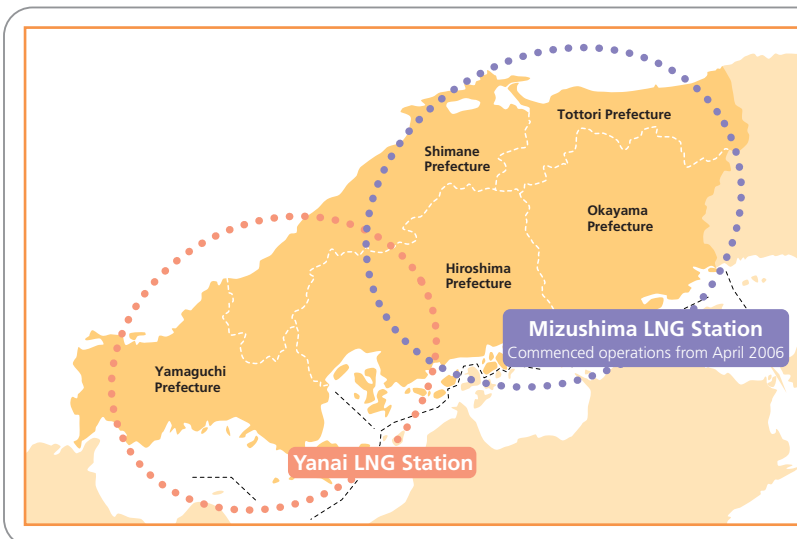 Tottori Prefecture
Shimane
Prefecture
Okayama
Prefecture
Hiroshima
Prefecture
Mizushima LNG Station
Commenced operations from April 2006
Yamaguchi
Prefecture
Yanai LNG Station